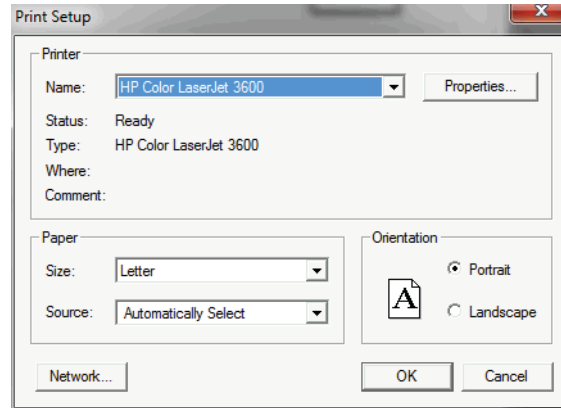 Print Setup
Printer
Name: HP Color LaserJet 3600 Properties...
Status: Ready
Type: HP Color LaserJet 3600
Where:
Comment:
Paper
Size: Letter
Source: Automatically Select
Orientation
A
Portrait
Landscape
Network... OK Cancel